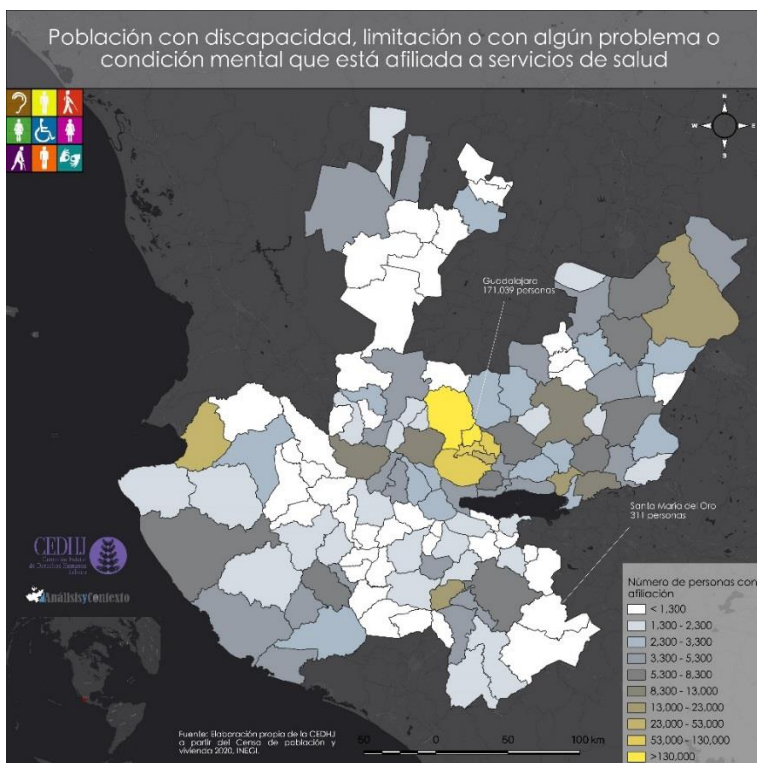 Población con discapacidad, limitación o con algún problema o
condición mental que está afiliada a servicios de salud
N
W
E
S
Guadalajara
171,039 personas
Santa María del Oro
311 personas
CEDHJ
AnálisisyContexto
Número de personas con
afiliación
< 1,300
1,300 - 2,300
2,300 - 3,300
3,300 - 5,300
5,300 - 8,300
8,300 - 13,000
13,000 - 23,000
23,000 - 53,000
53,000 - 130,000
>130,000
Fuente: Elaboración propia de la CEDHJ
a partir del Censo de población y
vivienda 2020, INEGI.
50 0 50 100 km